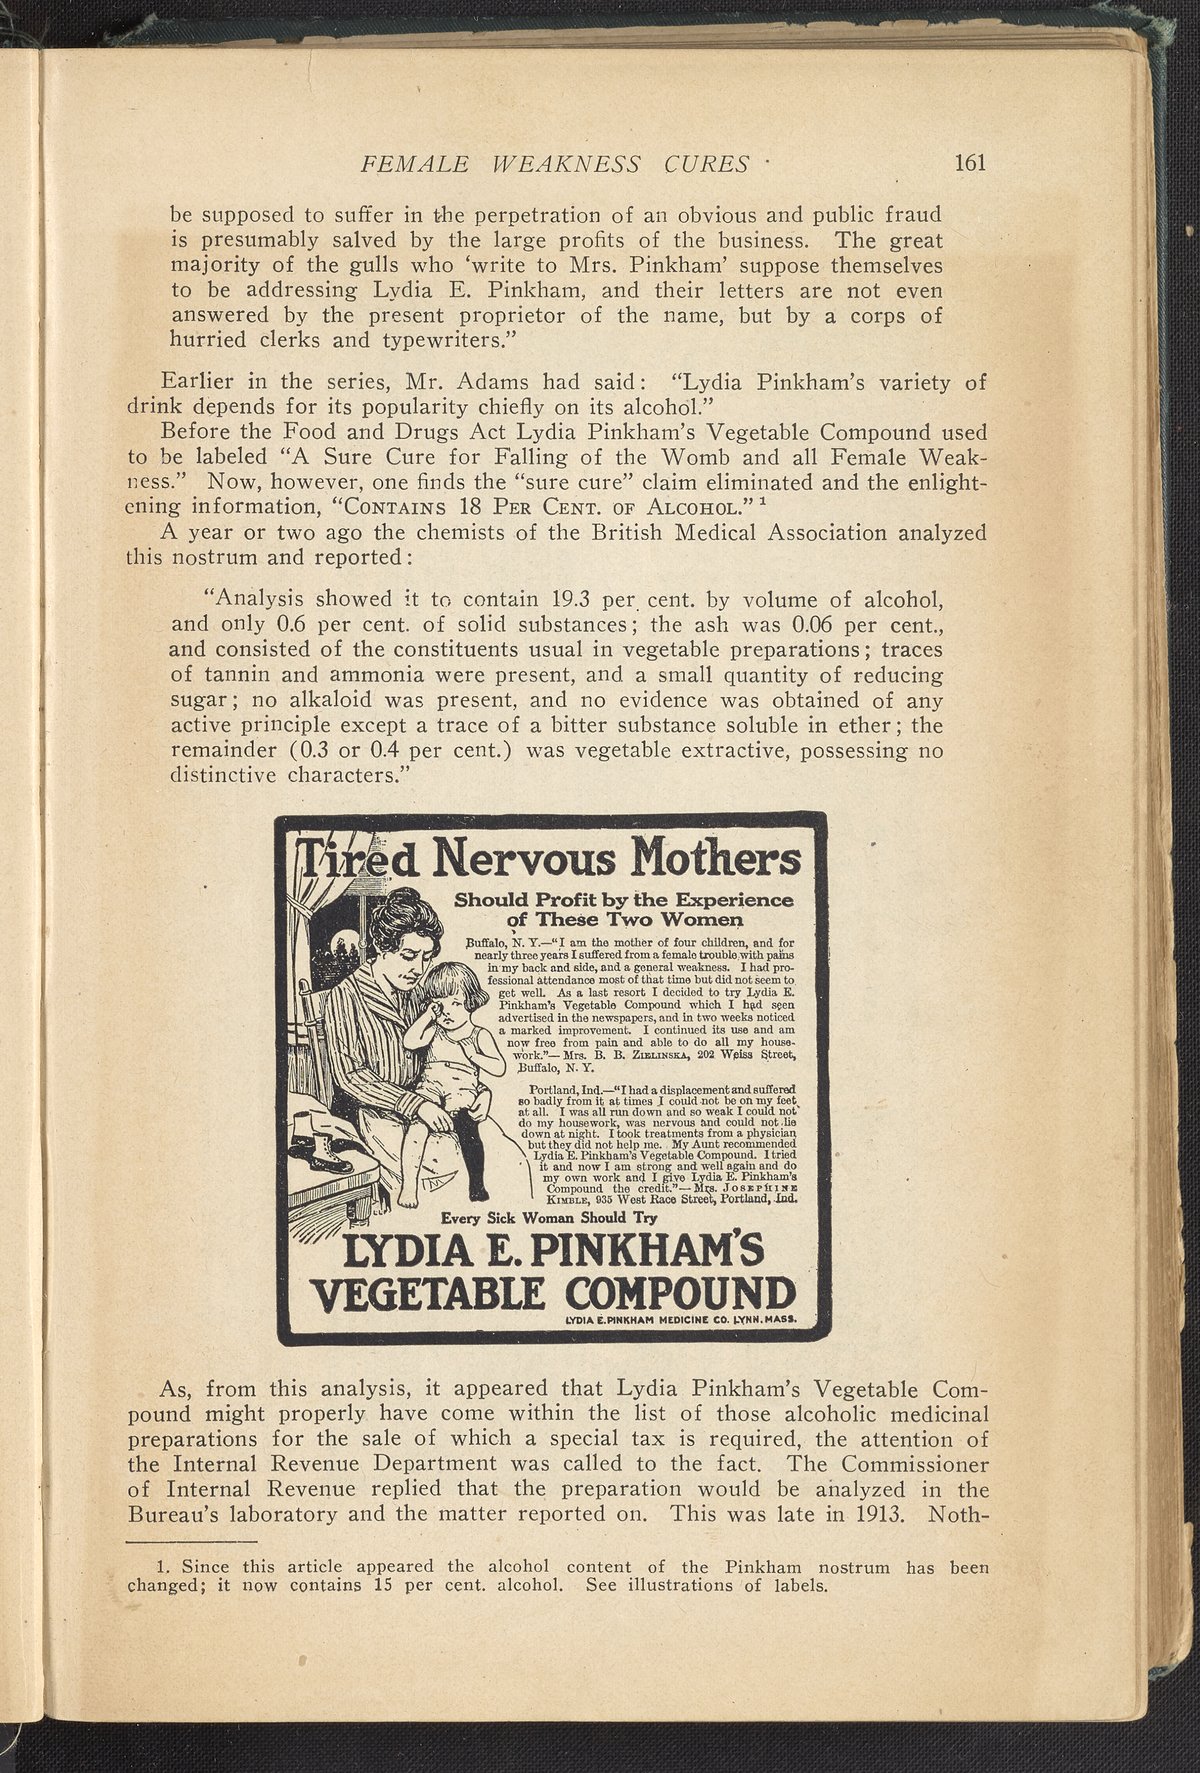 FEMALE WEAKNESS CURES 161
be supposed to suffer in the perpetration of an obvious and public fraud
is presumably salved by the large profits of the business. The great
majority of the gulls who ‘write to Mrs. Pinkham’ suppose themselves
to be addressing Lydia E. Pinkham, and their letters are not even
answered by the present proprietor of the name, but by a corps of
hurried clerks and typewriters.”
Earlier in the series, Mr. Adams had said: “Lydia Pinkham’s variety of
drink depends for its popularity chiefly on its alcohol.”
Before the Food and Drugs Act Lydia Pinkham’s Vegetable Compound used
to be labeled “A Sure Cure for Falling of the Womb and all Female Weak-
ness.” Now, however, one finds the “sure cure” claim eliminated and the enlight-
ening information, “CONTAINS 18 PER CENT. OF ALCOHOL.” 1
A year or two ago the chemists of the British Medical Association analyzed
this nostrum and reported:
“Analysis showed it to contain 19.3 per cent. by volume of alcohol,
and only 0.6 per cent. of solid substances; the ash was 0.06 per cent.,
and consisted of the constituents usual in vegetable preparations; traces
of tannin and ammonia were present, and a small quantity of reducing
sugar; no alkaloid was present, and no evidence was obtained of any
active principle except a trace of a bitter substance soluble in ether; the
remainder (0.3 or 0.4 per cent.) was vegetable extractive, possessing no
distinctive characters.”
Tired Nervous Mothers
Should Profit by the Experience
of These Two Women
Buffalo, N. Y.—“I am the mother of four children, and for
nearly three years I suffered from a female trouble with pains
in my back and side, and a general weakness. I had pro-
fessional attendance most of that time but did not seem to
get well. As a last resort I decided to try Lydia E.
Pinkham’s Vegetable Compound which I had seen
advertised in the newspapers, and in two weeks noticed
a marked improvement. I continued its use and am
now free from pain and able to do all my house-
work.”— Mrs. B. B. ZIELINSKA, 202 Weiss Street,
Buffalo, N. Y.
Portland, Ind.—“I had a displacement and suffered
so badly from it at times I could not be on my feet
at all. I was all run down and so weak I could not
do my housework, was nervous and could not lie
down at night. I took treatments from a physician
but they did not help me. My Aunt recommended
Lydia E. Pinkham’s Vegetable Compound. I tried
it and now I am strong and well again and do
my own work and I give Lydia E. Pinkham’s
Compound the credit.”— Mrs. JOSEPHINE
KIMBLE, 935 West Race Street, Portland, Ind.
Every Sick Woman Should Try
LYDIA E. PINKHAM’S
VEGETABLE COMPOUND
LYDIA E. PINKHAM MEDICINE CO. LYNN. MASS.
As, from this analysis, it appeared that Lydia Pinkham’s Vegetable Com-
pound might properly have come within the list of those alcoholic medicinal
preparations for the sale of which a special tax is required, the attention of
the Internal Revenue Department was called to the fact. The Commissioner
of Internal Revenue replied that the preparation would be analyzed in the
Bureau’s laboratory and the matter reported on. This was late in 1913. Noth-
1. Since this article appeared the alcohol content of the Pinkham nostrum has been
changed; it now contains 15 per cent. alcohol. See illustrations of labels.